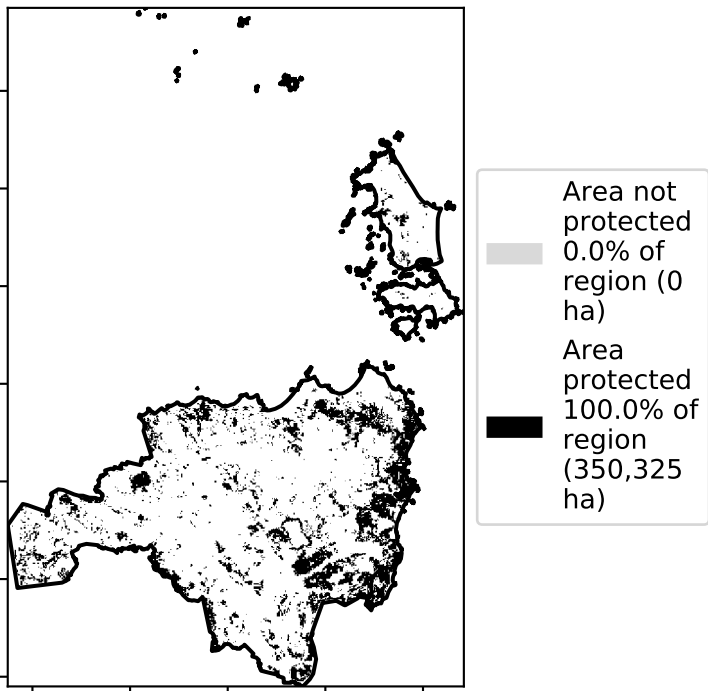 Area not
protected
0.0% of
region (0
ha)
Area
protected
100.0% of
region
(350,325
ha)